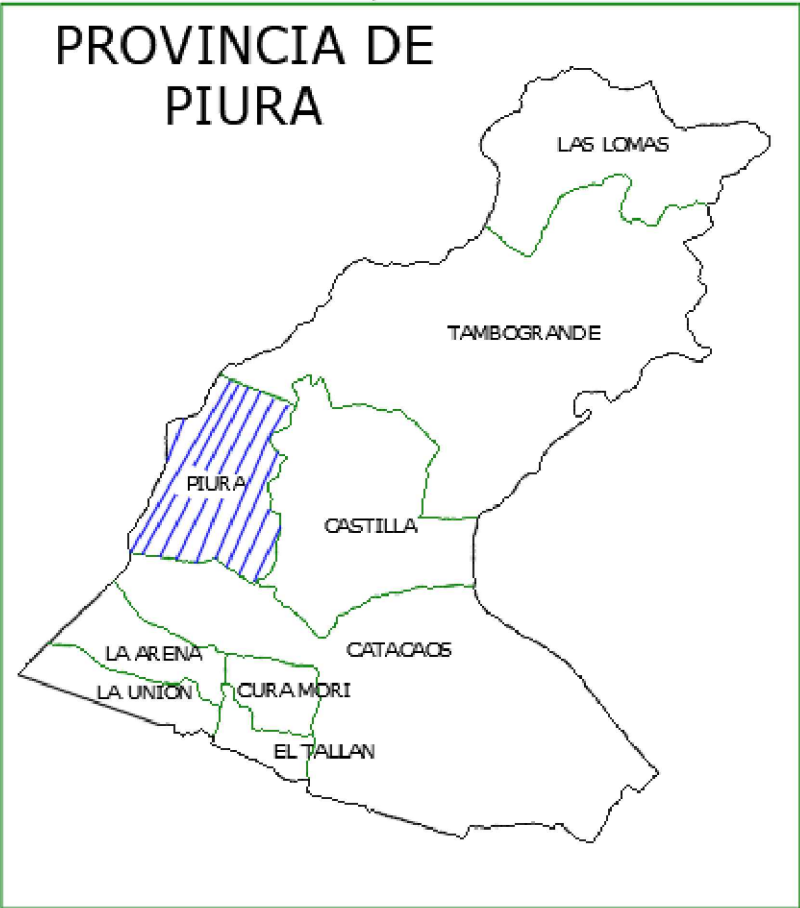 PROVINCIA DE
PIURA
LAS LOMAS
TAMBOGRANDE
PIURA
CASTILLA
CATACAOS
LA ARENA
LA UNION
CURA MORI
EL TALLAN